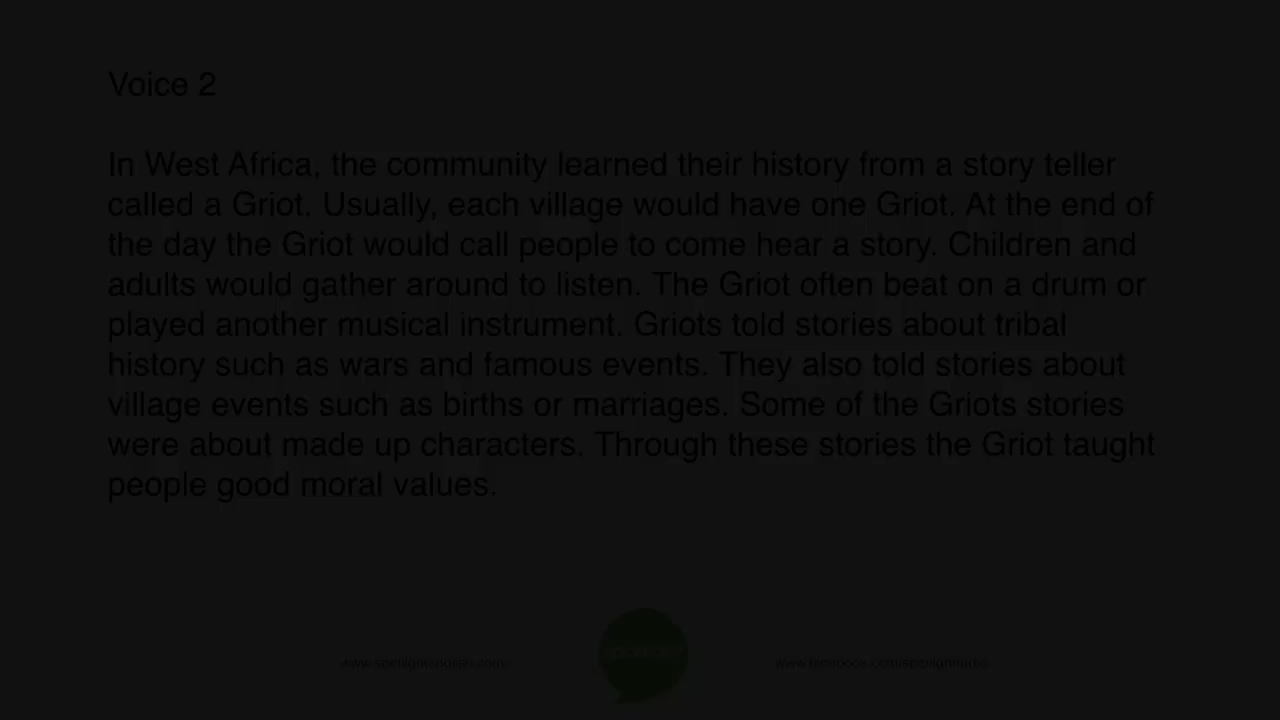 Voice 2
In West Africa, the community learned their history from a story teller
called a Griot. Usually, each village would have one Griot. At the end of
the day the Griot would call people to come hear a story. Children and
adults would gather around to listen. The Griot often beat on a drum or
played another musical instrument. Griots told stories about tribal
history such as wars and famous events. They also told stories about
village events such as births or marriages. Some of the Griots stories
were about made up characters. Through these stories the Griot taught
people good moral values.